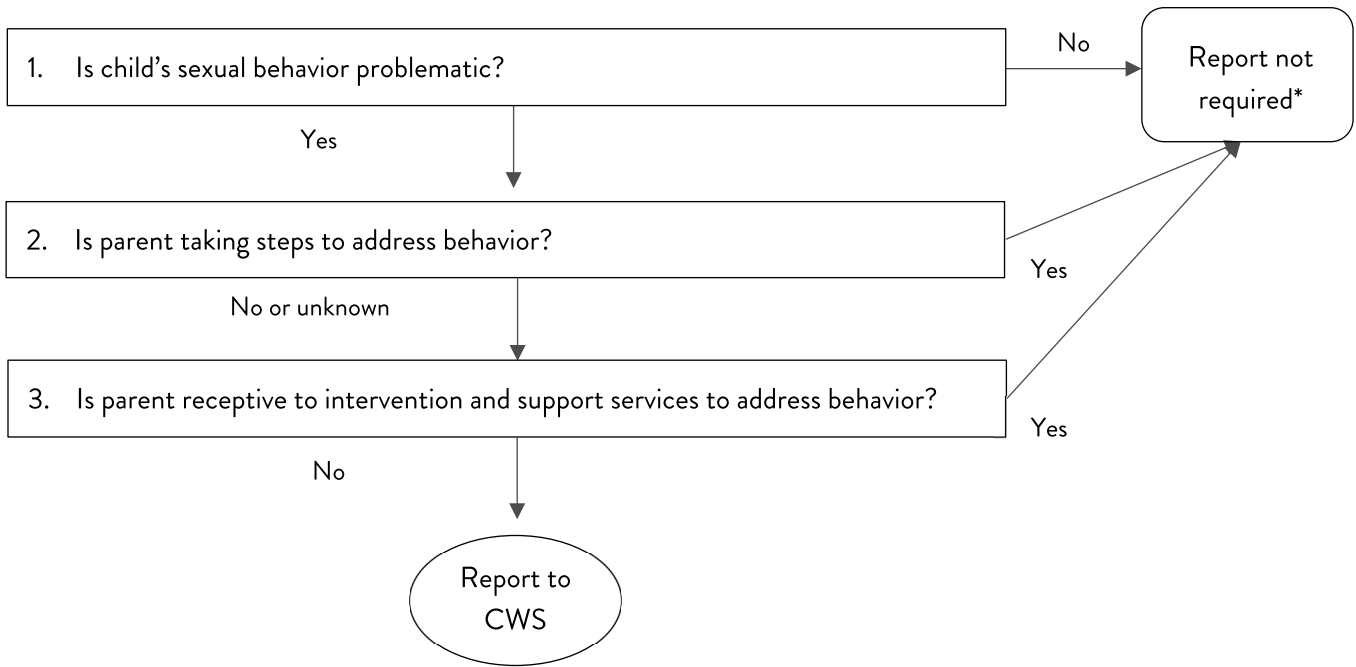 1. Is child's sexual behavior problematic?
No
Report not
required*
Yes
2. Is parent taking steps to address behavior?
Yes
No or unknown
3. Is parent receptive to intervention and support services to address behavior?
Yes
No
Report to
CWS